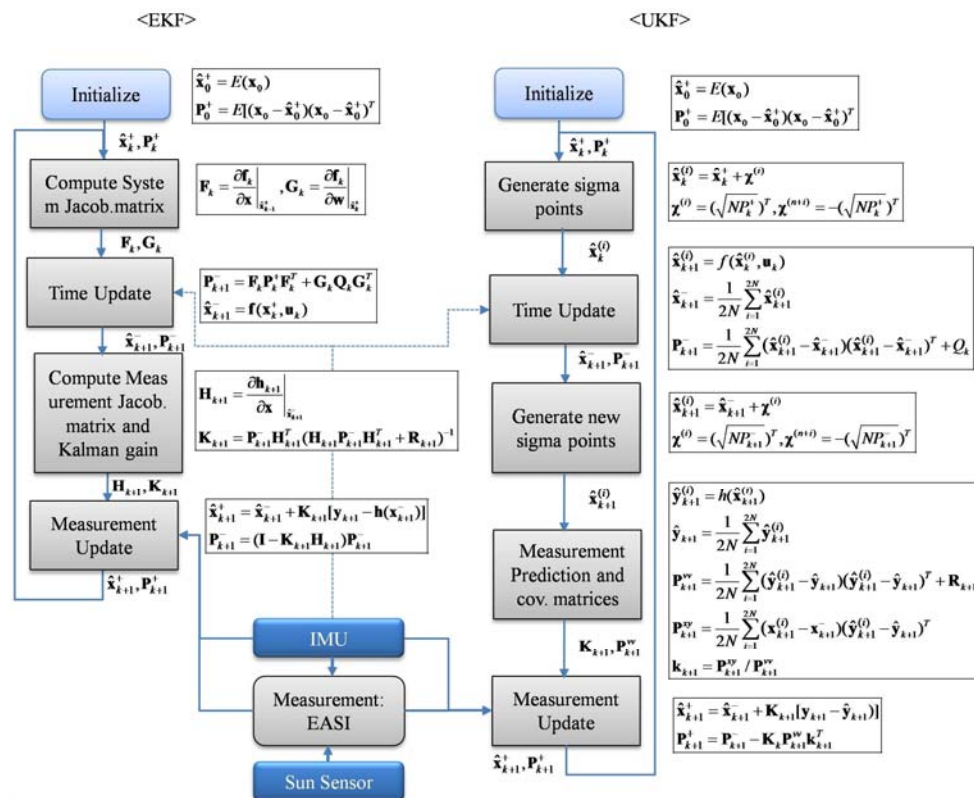 <EKF>
Initialize
x̂₀⁺ = E(x₀)
P₀⁺ = E[(x₀ − x̂₀⁺)(x₀ − x̂₀⁺)ᵀ
x̂ₖ⁺, Pₖ⁺
Compute Syste
m Jacob.matrix
Fₖ = ∂fₖ/∂x |x̂ₖ₋₁⁺, Gₖ = ∂fₖ/∂w |x̂ₖ⁺
Fₖ, Gₖ
Time Update
P⁻ₖ₊₁ = FₖPₖ⁺Fₖᵀ + GₖQₖGₖᵀ
x̂⁻ₖ₊₁ = f(xₖ⁺, uₖ)
x̂⁻ₖ₊₁, P⁻ₖ₊₁
Compute Meas
urement Jacob.
matrix and
Kalman gain
Hₖ₊₁ = ∂hₖ₊₁/∂x |x̂⁻ₖ₊₁
Kₖ₊₁ = P⁻ₖ₊₁Hᵀₖ₊₁(Hₖ₊₁P⁻ₖ₊₁Hᵀₖ₊₁ + Rₖ₊₁)⁻¹
Hₖ₊₁, Kₖ₊₁
Measurement
Update
x̂⁺ₖ₊₁ = x̂⁻ₖ₊₁ + Kₖ₊₁[yₖ₊₁ − h(x⁻ₖ₊₁)]
P⁻ₖ₊₁ = (I − Kₖ₊₁Hₖ₊₁)P⁻ₖ₊₁
x̂⁺ₖ₊₁, P⁺ₖ₊₁
IMU
Measurement:
EASI
Sun Sensor
<UKF>
Initialize
x̂₀⁺ = E(x₀)
P₀⁺ = E[(x₀ − x̂₀⁺)(x₀ − x̂₀⁺)ᵀ
x̂ₖ⁺, Pₖ⁺
Generate sigma
points
x̂ₖ⁽ⁱ⁾ = x̂ₖ⁺ + χ⁽ⁱ⁾
χ⁽ⁱ⁾ = (√NPₖ⁺)ᵀ, χ⁽ⁿ⁺ⁱ⁾ = −(√NPₖ⁺)ᵀ
x̂ₖ⁽ⁱ⁾
Time Update
x̂⁽ⁱ⁾ₖ₊₁ = f(x̂ₖ⁽ⁱ⁾, uₖ)
x̂⁻ₖ₊₁ = 1/2N ∑ᵢ₌₁²ᴺ x̂⁽ⁱ⁾ₖ₊₁
P⁻ₖ₊₁ = 1/2N ∑ᵢ₌₁²ᴺ (x̂⁽ⁱ⁾ₖ₊₁ − x̂⁻ₖ₊₁)(x̂⁽ⁱ⁾ₖ₊₁ − x̂⁻ₖ₊₁)ᵀ + Qₖ
x̂⁻ₖ₊₁, P⁻ₖ₊₁
Generate new
sigma points
x̂⁽ⁱ⁾ₖ₊₁ = x̂⁻ₖ₊₁ + χ⁽ⁱ⁾
χ⁽ⁱ⁾ = (√NP⁻ₖ₊₁)ᵀ, χ⁽ⁿ⁺ⁱ⁾ = −(√NP⁻ₖ₊₁)ᵀ
x̂⁽ⁱ⁾ₖ₊₁
Measurement
Prediction and
cov. matrices
ŷ⁽ⁱ⁾ₖ₊₁ = h(x̂⁽ⁱ⁾ₖ₊₁)
ŷₖ₊₁ = 1/2N ∑ᵢ₌₁²ᴺ ŷ⁽ⁱ⁾ₖ₊₁
Pᵛᵛₖ₊₁ = 1/2N ∑ᵢ₌₁²ᴺ (ŷ⁽ⁱ⁾ₖ₊₁ − ŷₖ₊₁)(ŷ⁽ⁱ⁾ₖ₊₁ − ŷₖ₊₁)ᵀ + Rₖ₊₁
Pˣʸₖ₊₁ = 1/2N ∑ᵢ₌₁²ᴺ (x⁽ⁱ⁾ₖ₊₁ − x⁻ₖ₊₁)(ŷ⁽ⁱ⁾ₖ₊₁ − ŷₖ₊₁)ᵀ
kₖ₊₁ = Pˣʸₖ₊₁ / Pᵛᵛₖ₊₁
Kₖ₊₁, Pᵛᵛₖ₊₁
Measurement
Update
x̂⁺ₖ₊₁ = x̂⁻ₖ₊₁ + Kₖ₊₁[yₖ₊₁ − ŷₖ₊₁)]
P⁺ₖ₊₁ = P⁻ₖ₊₁ − KₖPᵛᵛₖ₊₁kᵀₖ₊₁
x̂⁺ₖ₊₁, P⁺ₖ₊₁